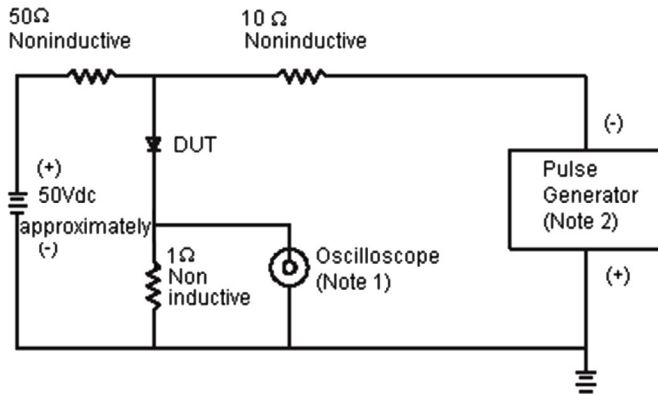 50Ω
Noninductive
10 Ω
Noninductive
(+)
50Vdc
approximately
(-)
DUT
1Ω
Non
inductive
Oscilloscope
(Note 1)
(-)
Pulse
Generator
(Note 2)
(+)